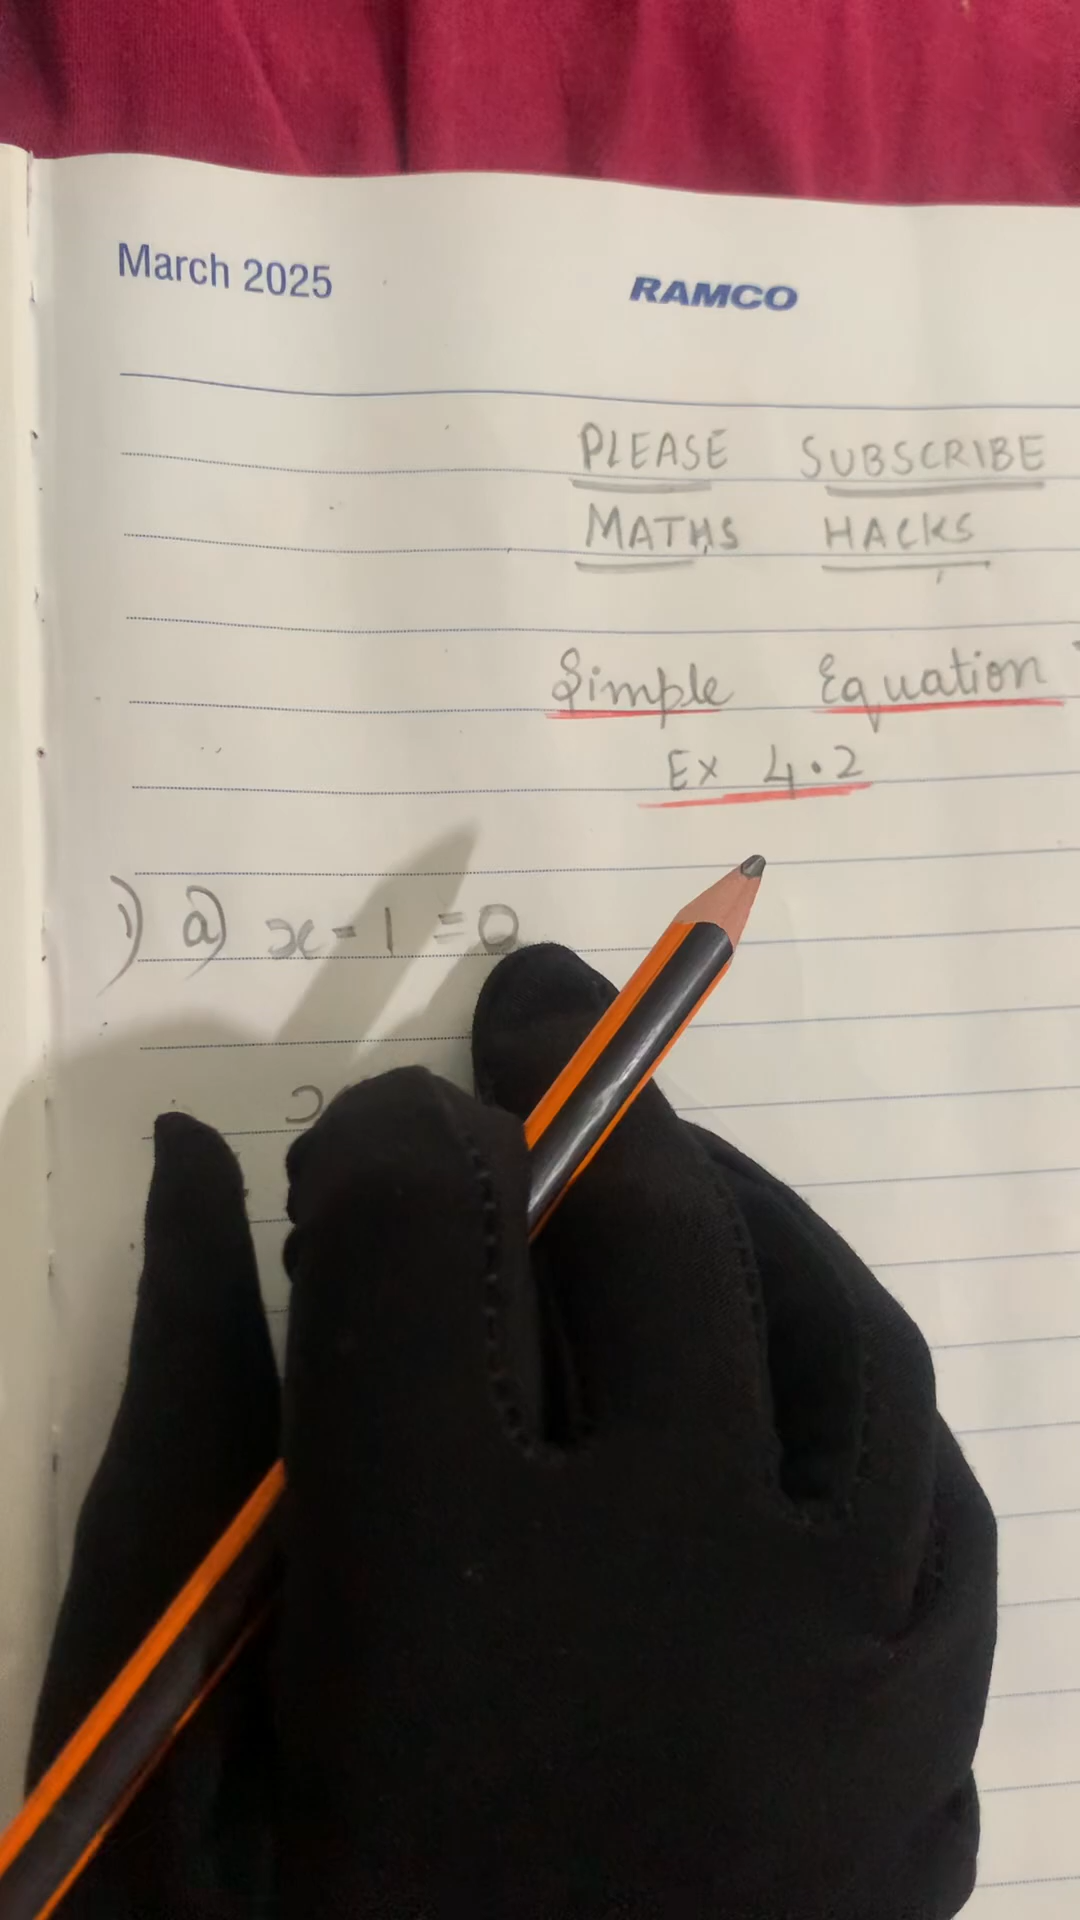 March 2025 RAMCO
PLEASE SUBSCRIBE
MATHS HACKS
Simple Equation
Ex 4.2
1) a) x - 1 = 0